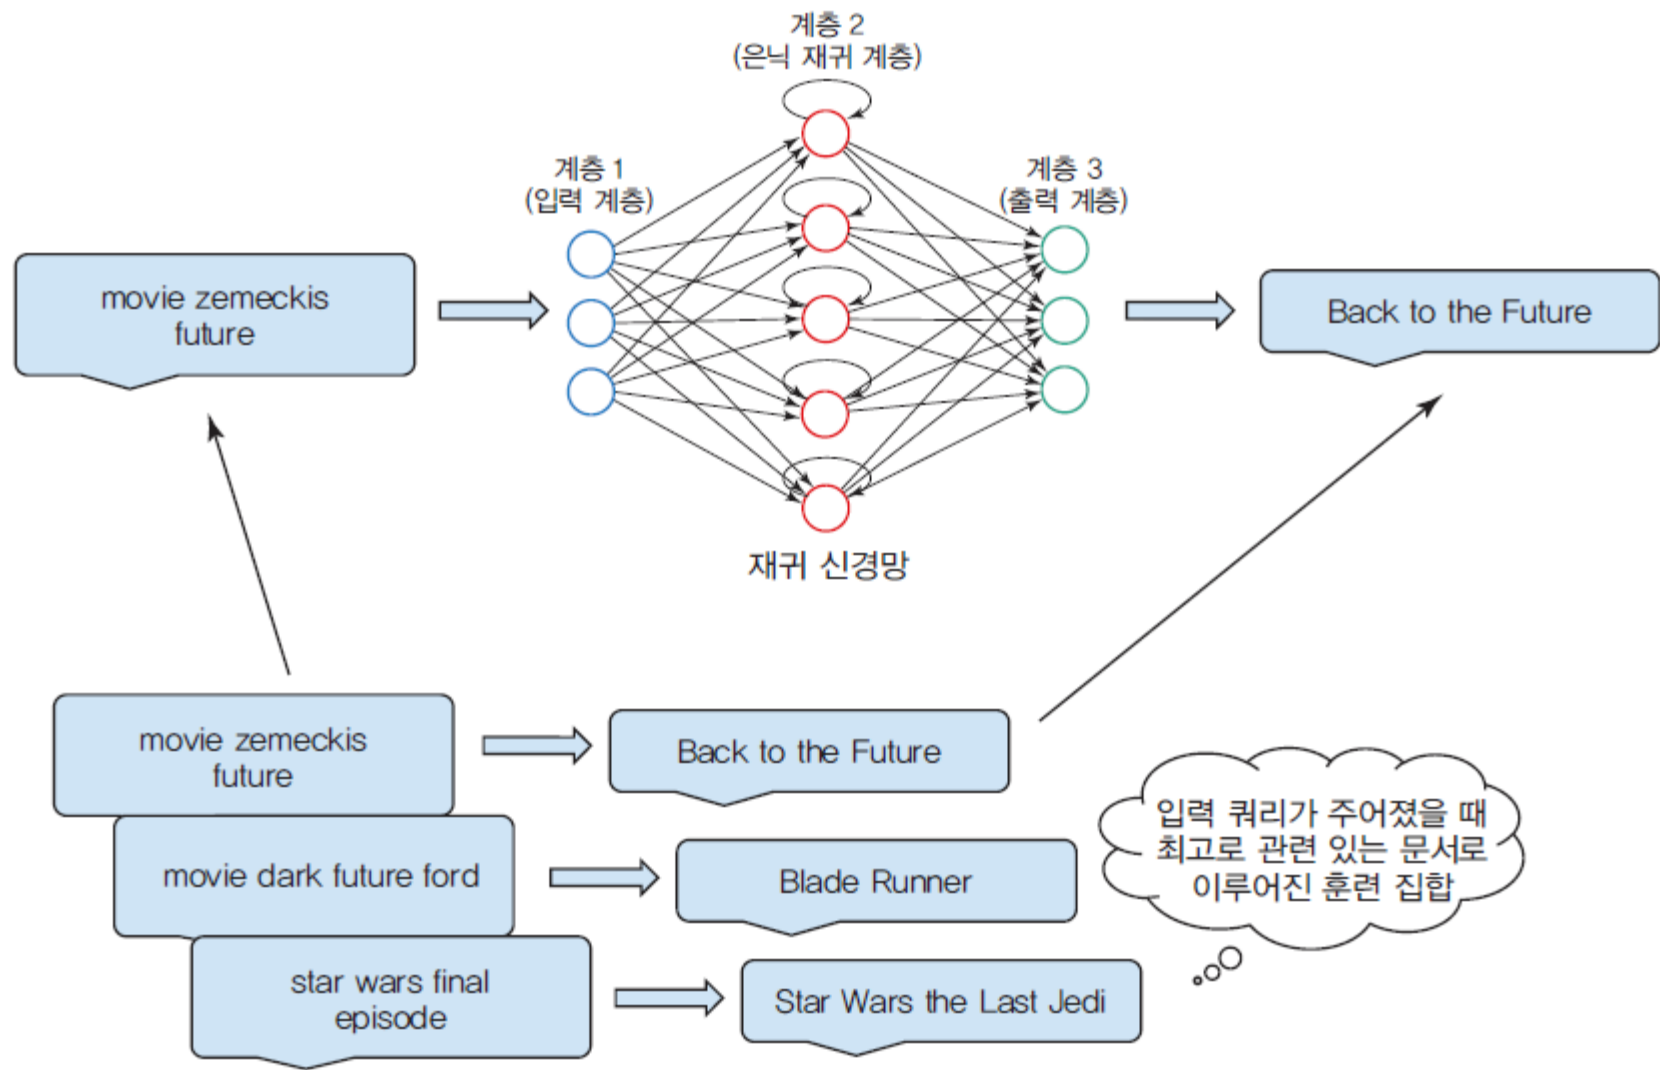 계층 2
(은닉 재귀 계층)
계층 1
(입력 계층)
계층 3
(출력 계층)
movie zemeckis
future
Back to the Future
재귀 신경망
movie zemeckis
future
Back to the Future
movie dark future ford
Blade Runner
star wars final
episode
Star Wars the Last Jedi
입력 쿼리가 주어졌을 때
최고로 관련 있는 문서로
이루어진 훈련 집합